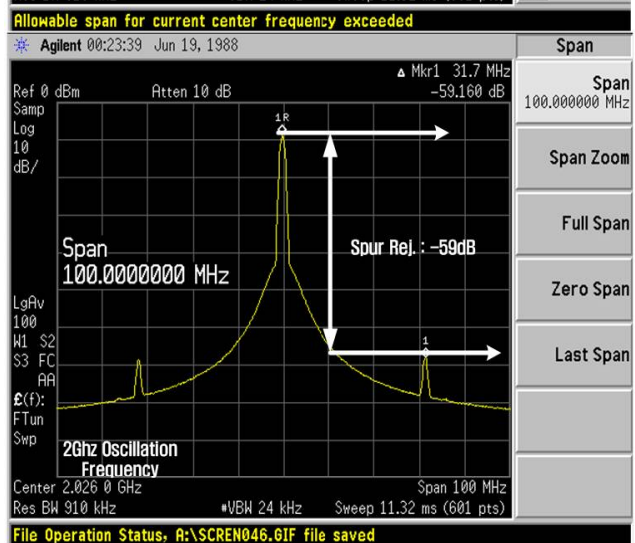 Allowable span for current center frequency exceeded
Agilent 00:23:39 Jun 19, 1988
Span
Δ Mkr1 31.7 MHz
Ref 0 dBm Atten 10 dB -59.160 dB
Samp
Log
10
dB/
1R
Span
100.000000 MHz
Span Zoom
Full Span
Zero Span
Last Span
Spur Rej. : -59dB
Span
100.0000000 MHz
LgAv
100
W1 S2
S3 FC
AA
£(f):
FTun
Swp
1
2Ghz Oscillation
Frequency
Center 2.026 0 GHz Span 100 MHz
Res BW 910 kHz #VBW 24 kHz Sweep 11.32 ms (601 pts)
File Operation Status, A:\SCREN046.GIF file saved